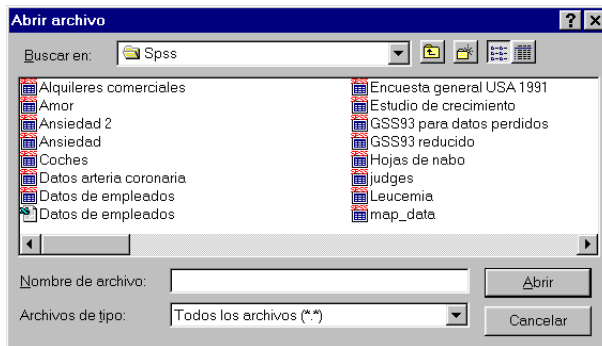 Abrir archivo
Buscar en: Spss
Alquileres comerciales
Amor
Ansiedad 2
Ansiedad
Coches
Datos arteria coronaria
Datos de empleados
Datos de empleados
Encuesta general USA 1991
Estudio de crecimiento
GSS93 para datos perdidos
GSS93 reducido
Hojas de nabo
judges
Leucemia
map_data
Nombre de archivo: Abrir
Archivos de tipo: Todos los archivos (*.*) Cancelar